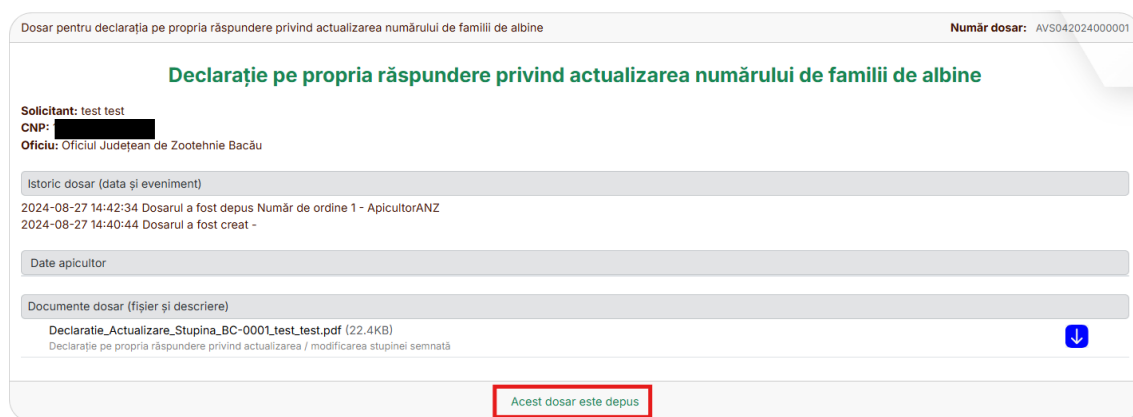 Dosar pentru declarația pe propria răspundere privind actualizarea numărului de familii de albine Număr dosar: AVS042024000001
Declarație pe propria răspundere privind actualizarea numărului de familii de albine
Solicitant: test test
CNP:
Oficiu: Oficiul Județean de Zootehnie Bacău
Istoric dosar (data și eveniment)
2024-08-27 14:42:34 Dosarul a fost depus Număr de ordine 1 - ApicultorANZ
2024-08-27 14:40:44 Dosarul a fost creat -
Date apicultor
Documente dosar (fișier și descriere)
Declaratie_Actualizare_Stupina_BC-0001_test_test.pdf (22.4KB)
Declarație pe propria răspundere privind actualizarea / modificarea stupinei semnată
Acest dosar este depus